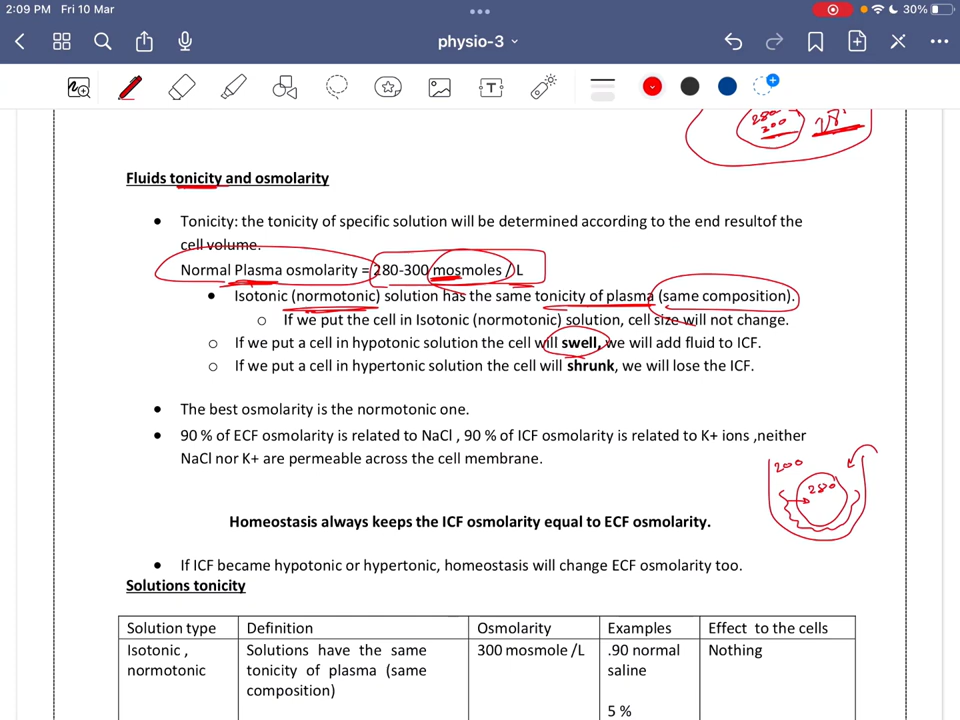 2:09 PM Fri 10 Mar
30%
physio-3
280
300
Fluids tonicity and osmolarity
• Tonicity: the tonicity of specific solution will be determined according to the end resultof the
cell volume.
Normal Plasma osmolarity = 280-300 mosmoles / L
• Isotonic (normotonic) solution has the same tonicity of plasma (same composition).
o If we put the cell in Isotonic (normotonic) solution, cell size will not change.
o If we put a cell in hypotonic solution the cell will swell, we will add fluid to ICF.
o If we put a cell in hypertonic solution the cell will shrunk, we will lose the ICF.
• The best osmolarity is the normotonic one.
• 90 % of ECF osmolarity is related to NaCl , 90 % of ICF osmolarity is related to K+ ions ,neither
NaCl nor K+ are permeable across the cell membrane.
200
280
Homeostasis always keeps the ICF osmolarity equal to ECF osmolarity.
• If ICF became hypotonic or hypertonic, homeostasis will change ECF osmolarity too.
Solutions tonicity
Solution type Definition Osmolarity Examples Effect to the cells
Isotonic , Solutions have the same 300 mosmole /L .90 normal Nothing
normotonic tonicity of plasma (same saline
composition)
5 %